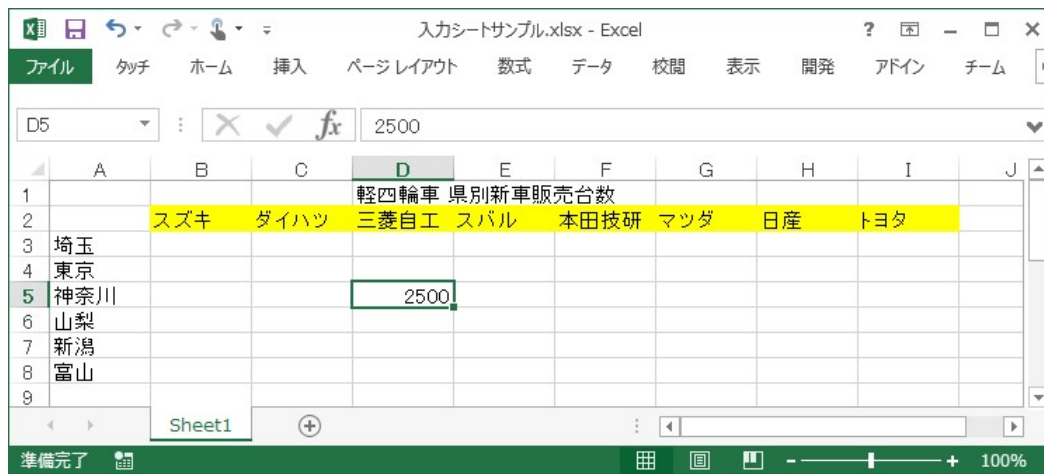 入力シートサンプル.xlsx - Excel ?
ファイル タッチ ホーム 挿入 ページ レイアウト 数式 データ 校閲 表示 開発 アドイン チーム
D5 fx 2500
A B C D E F G H I J
1 軽四輪車 県別新車販売台数
2 スズキ ダイハツ 三菱自工 スバル 本田技研 マツダ 日産 トヨタ
3 埼玉
4 東京
5 神奈川 2500
6 山梨
7 新潟
8 富山
9
Sheet1
準備完了 100%